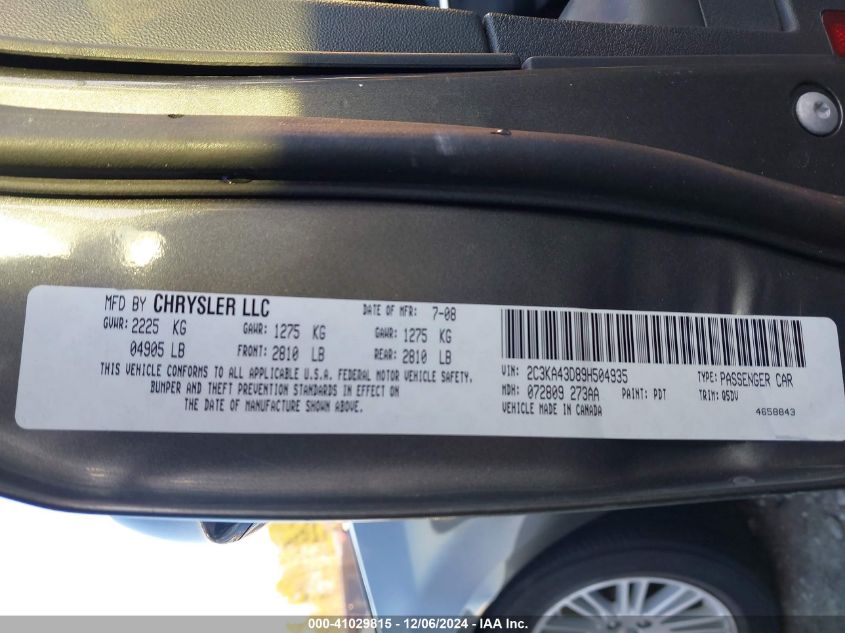 MFD BY CHRYSLER LLC DATE OF MFR: 7-08
GVWR: 2225 KG GAWR: 1275 KG GAWR: 1275 KG
04905 LB FRONT: 2810 LB REAR: 2810 LB
THIS VEHICLE CONFORMS TO ALL APPLICABLE U.S.A. FEDERAL MOTOR VEHICLE SAFETY,
BUMPER AND THEFT PREVENTION STANDARDS IN EFFECT ON
THE DATE OF MANUFACTURE SHOWN ABOVE.
VIN: 2C3KA43D89H504935 TYPE: PASSENGER CAR
MDH: 072809 273AA PAINT: PDT TRIM: Q5DV
VEHICLE MADE IN CANADA 4658843
000-41029815 - 12/06/2024 - IAA Inc.